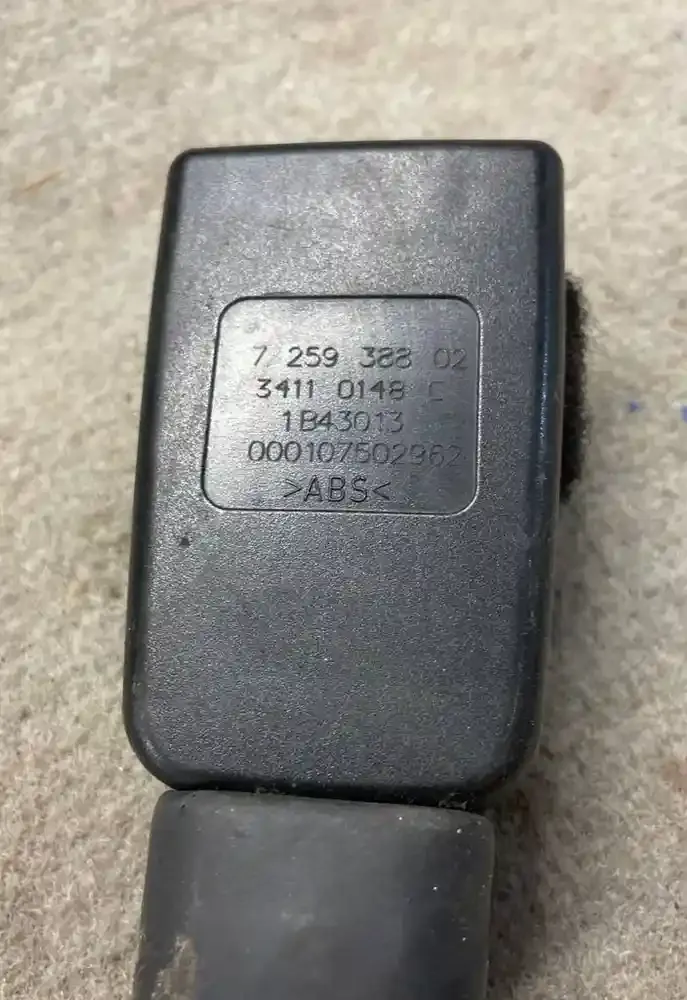 7 259 388 02
3411 0148 C
1B43013
000107502962
>ABS<